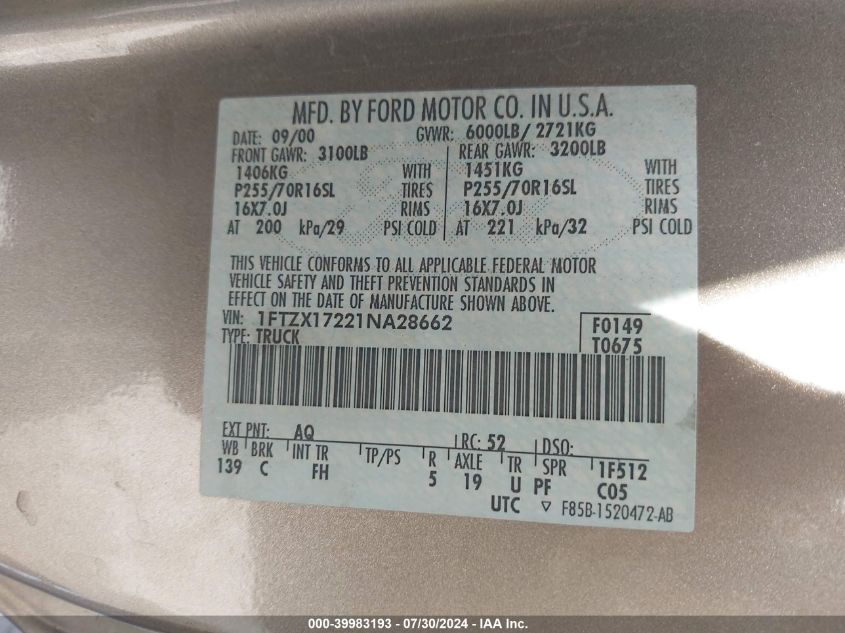 MFD. BY FORD MOTOR CO. IN U.S.A.
DATE: 09/00 GVWR: 6000LB/ 2721KG
FRONT GAWR: 3100LB REAR GAWR: 3200LB
1406KG WITH 1451KG WITH
P255/70R16SL TIRES P255/70R16SL TIRES
16X7.0J RIMS 16X7.0J RIMS
AT 200 kPa/29 PSI COLD AT 221 kPa/32 PSI COLD
THIS VEHICLE CONFORMS TO ALL APPLICABLE FEDERAL MOTOR
VEHICLE SAFETY AND THEFT PREVENTION STANDARDS IN
EFFECT ON THE DATE OF MANUFACTURE SHOWN ABOVE.
VIN: 1FTZX17221NA28662 F0149
TYPE: TRUCK T0675
EXT PNT: AQ RC: 52 DSO:
WB BRK INT TR TP/PS R AXLE TR SPR 1F512
139 C FH 5 19 U PF C05
UTC ▽ F85B-1520472-AB
000-39983193 - 07/30/2024 - IAA Inc.